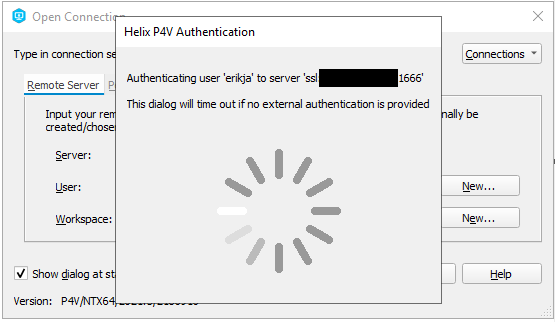 Open Connection
Helix P4V Authentication
Type in connection se
Connections
Authenticating user 'erikja' to server 'ssl 1666'
Remote Server
This dialog will time out if no external authentication is provided
Input your rem
nally be
created/chosen
Server:
User:
New...
Workspace:
New...
Show dialog at sta
Help
Version: P4V/NTX64/